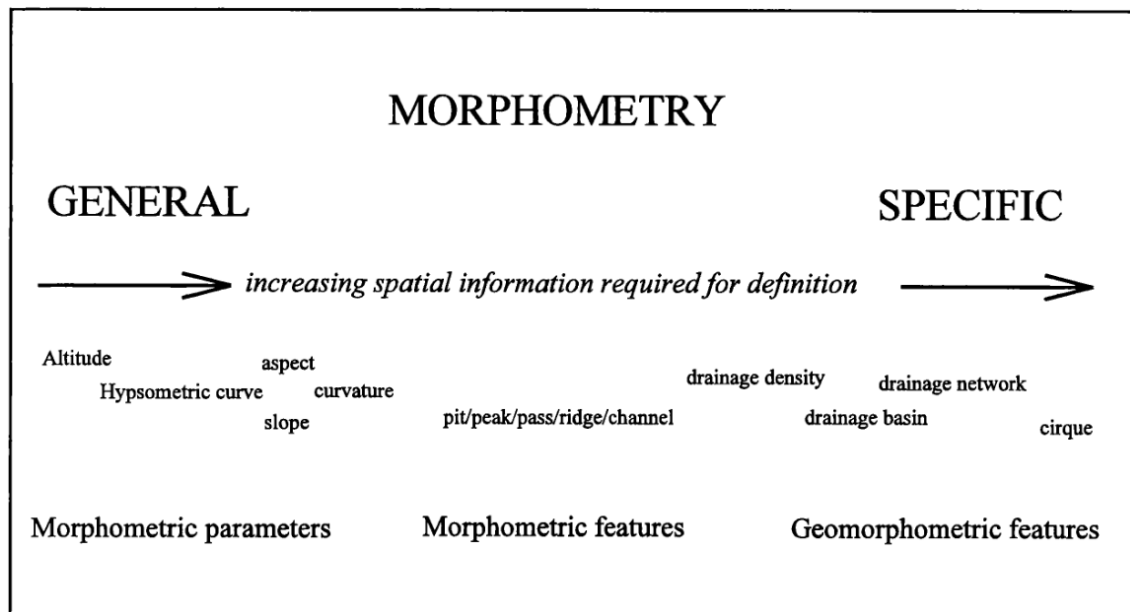 MORPHOMETRY
GENERAL SPECIFIC
increasing spatial information required for definition
Altitude aspect
drainage density drainage network
Hypsometric curve curvature
slope pit/peak/pass/ridge/channel drainage basin cirque
Morphometric parameters Morphometric features Geomorphometric features